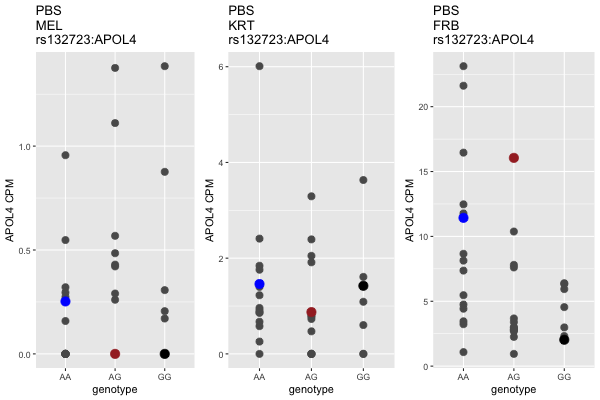 PBS
MEL
rs132723:APOL4
APOL4 CPM
1.0
0.5
0.0
AA AG GG
genotype
PBS
KRT
rs132723:APOL4
APOL4 CPM
6
4
2
0
AA AG GG
genotype
PBS
FRB
rs132723:APOL4
APOL4 CPM
20
15
10
5
0
AA AG GG
genotype